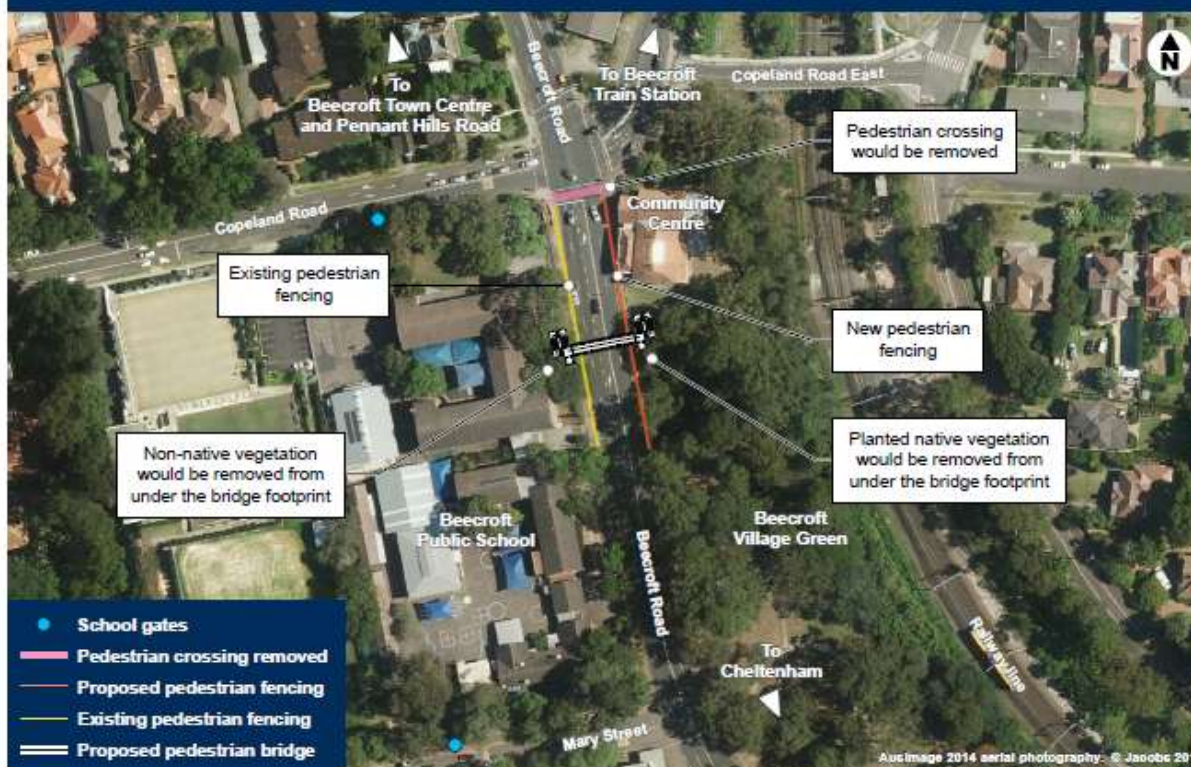 Beecroft Road
To
Beecroft Town Centre
and Pennant Hills Road
To Beecroft
Train Station
Copeland Road East
N
Pedestrian crossing
would be removed
Copeland Road
Community
Centre
Existing pedestrian
fencing
New pedestrian
fencing
Non-native vegetation
would be removed from
under the bridge footprint
Planted native vegetation
would be removed from
under the bridge footprint
Beecroft
Public School
Beecroft
Village Green
Beecroft Road
Railway line
To
Cheltenham
Mary Street
School gates
Pedestrian crossing removed
Proposed pedestrian fencing
Existing pedestrian fencing
Proposed pedestrian bridge
Ausimage 2014 aerial photography. © Jacobs 20